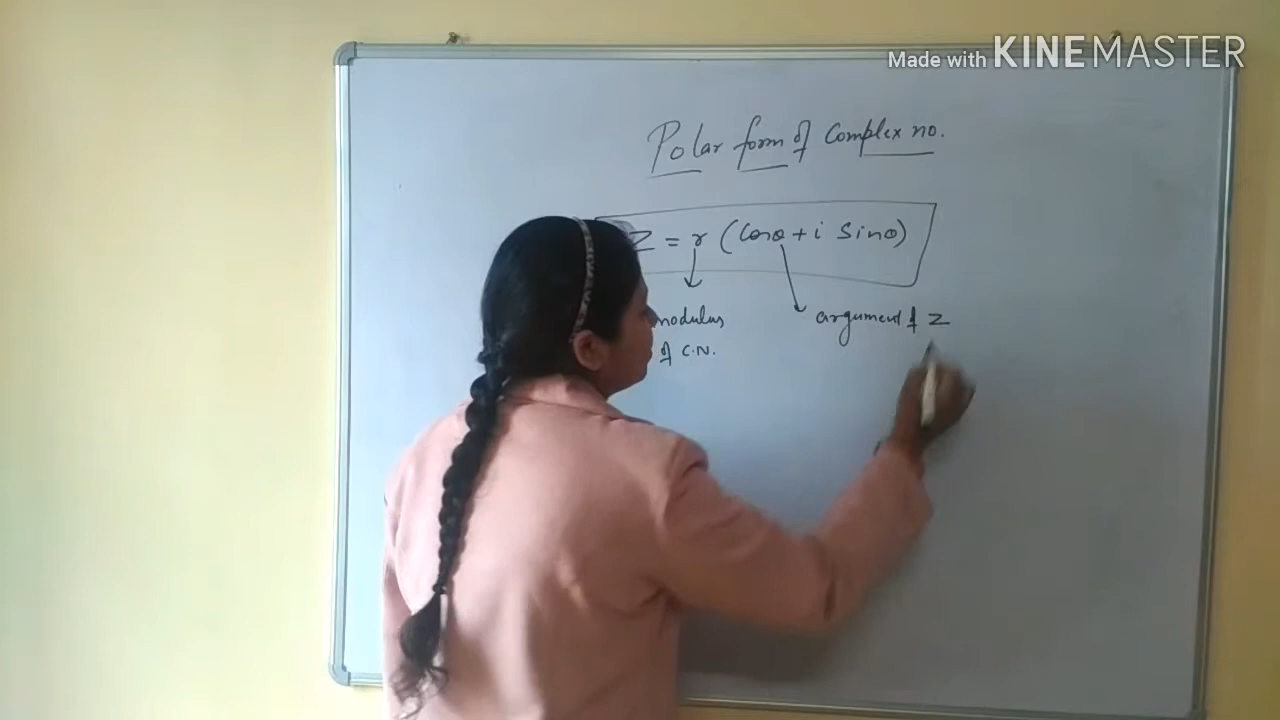 Made with KINEMASTER
Polar form of Complex no.
Z = r (Cosθ + i Sinθ)
modulus
of C.N.
argument of Z